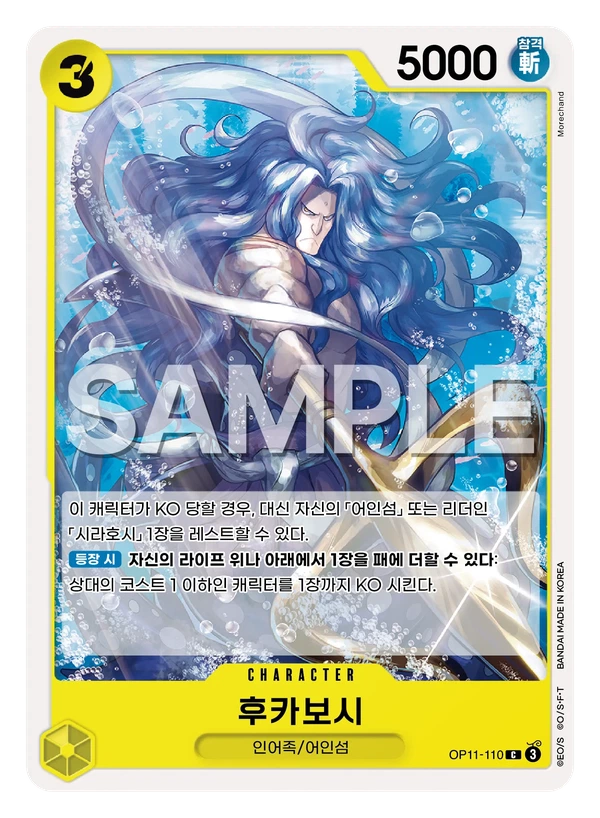 3
5000
참격
斬
Morechand
SAMPLE
이 캐릭터가 KO 당할 경우, 대신 자신의 「어인섬」 또는 리더인
「시라호시」 1장을 레스트할 수 있다.
등장 시 자신의 라이프 위나 아래에서 1장을 패에 더할 수 있다:
상대의 코스트 1 이하인 캐릭터를 1장까지 KO 시킨다.
CHARACTER
후카보시
인어족/어인섬
OP11-110 C 3
©EO/S ©O/S·F·T BANDAI MADE IN KOREA